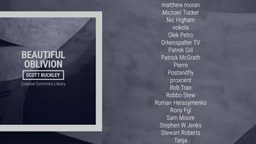 BEAUTIFUL
OBLIVION
SCOTT BUCKLEY
Creative Commons Library
matthew moran
Michael Tucker
Nic Higham
nokola
Olek Petro
Orkenspalter TV
Patrek Gill
Patrick McGrath
Pierre
Postandfly
proxcent
Rob Tran
Robbo Stew
Roman Herasymenko
Rony Fgl
Sam Moore
Stephen W Jenks
Stewart Roberts
Tanja